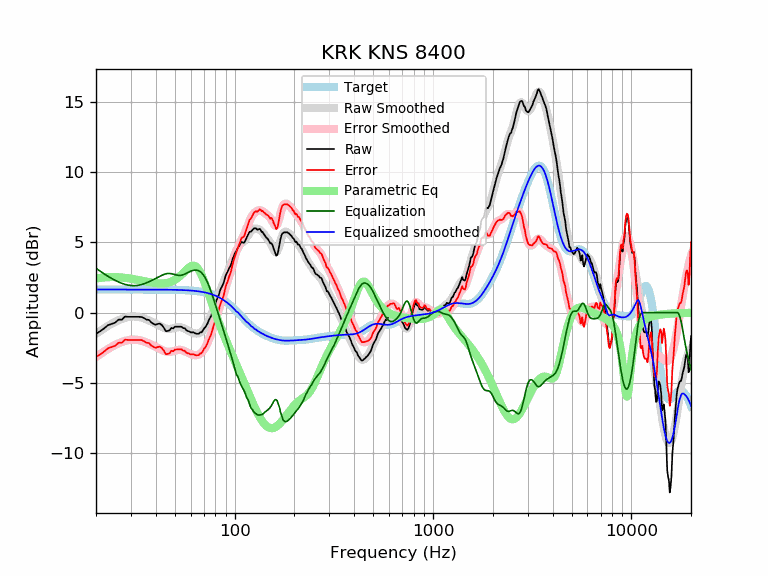 KRK KNS 8400
Target
Raw Smoothed
Error Smoothed
Raw
Error
Parametric Eq
Equalization
Equalized smoothed
15
10
5
0
−5
−10
Amplitude (dBr)
100 1000 10000
Frequency (Hz)